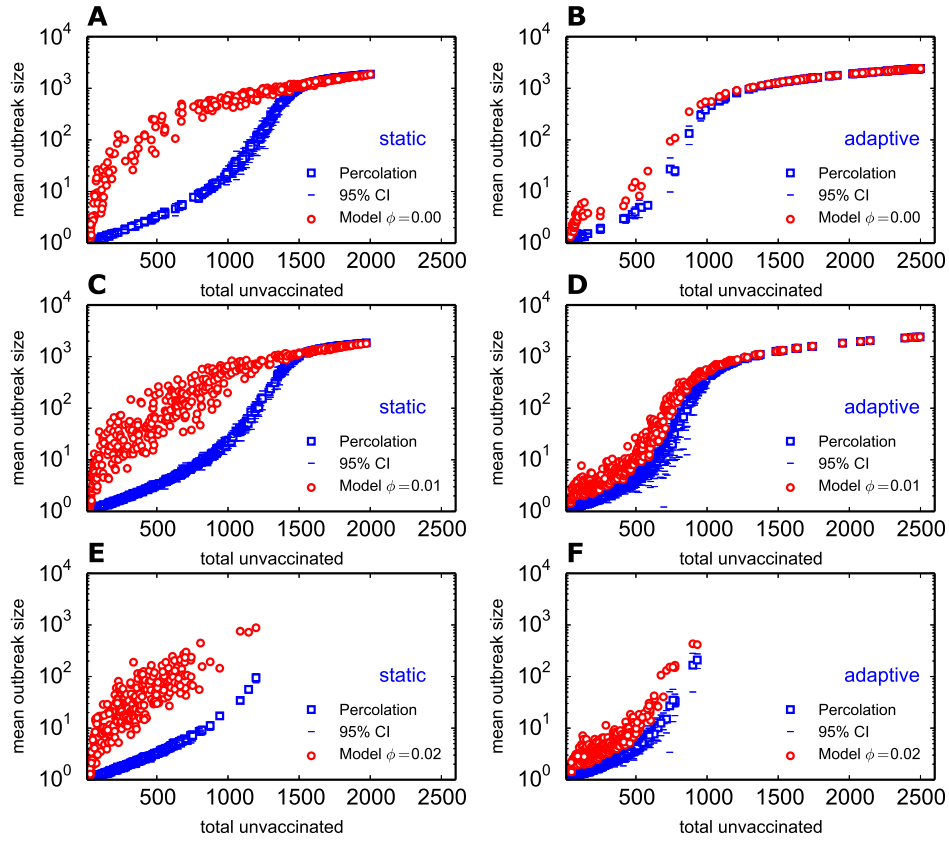 A
mean outbreak size
10^4
10^3
10^2
10^1
10^0
static
Percolation
95% CI
Model ϕ=0.00
500 1000 1500 2000 2500
total unvaccinated
B
mean outbreak size
10^4
10^3
10^2
10^1
10^0
adaptive
Percolation
95% CI
Model ϕ=0.00
500 1000 1500 2000 2500
total unvaccinated
C
mean outbreak size
10^4
10^3
10^2
10^1
10^0
static
Percolation
95% CI
Model ϕ=0.01
500 1000 1500 2000 2500
total unvaccinated
D
mean outbreak size
10^4
10^3
10^2
10^1
10^0
adaptive
Percolation
95% CI
Model ϕ=0.01
500 1000 1500 2000 2500
total unvaccinated
E
mean outbreak size
10^4
10^3
10^2
10^1
10^0
static
Percolation
95% CI
Model ϕ=0.02
500 1000 1500 2000 2500
total unvaccinated
F
mean outbreak size
10^4
10^3
10^2
10^1
10^0
adaptive
Percolation
95% CI
Model ϕ=0.02
500 1000 1500 2000 2500
total unvaccinated